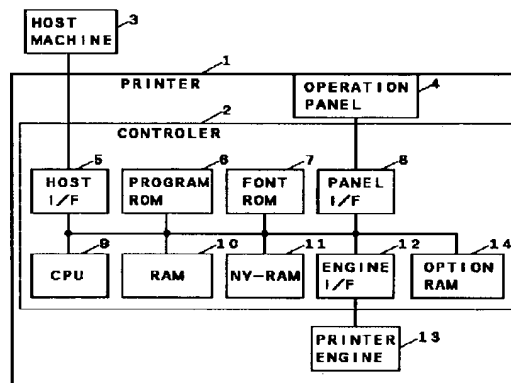 HOST
MACHINE
3
1
PRINTER
OPERATION
PANEL
4
2
CONTROLER
5
HOST
I/F
6
PROGRAM
ROM
7
FONT
ROM
8
PANEL
I/F
9
CPU
10
RAM
11
NV-RAM
12
ENGINE
I/F
14
OPTION
RAM
PRINTER
ENGINE
13